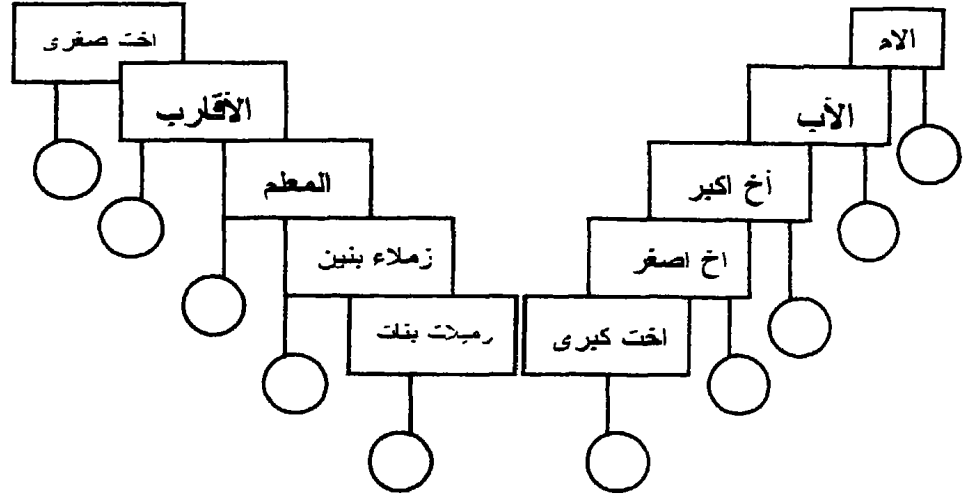 الام
الأب
أخ اكبر
اخ اصغر
اخت كبرى
اخت صغرى
الأقارب
المعلم
زملاء بنين
زميلات بنات